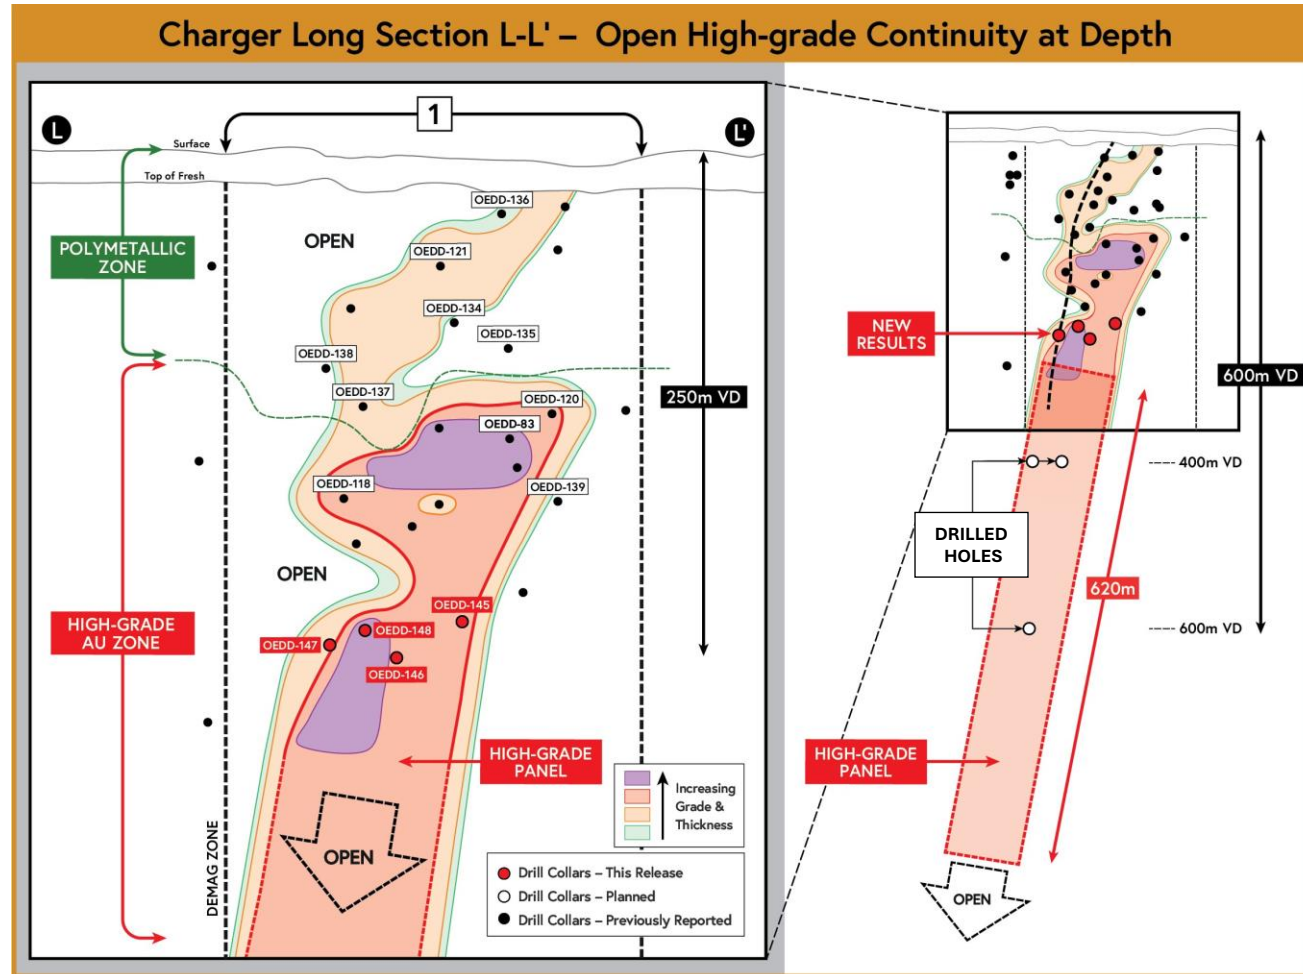 Charger Long Section L-L' – Open High-grade Continuity at Depth
L
1
L'
Surface
Top of Fresh
POLYMETALLIC
ZONE
HIGH-GRADE
AU ZONE
OPEN
OEDD-136
OEDD-121
OEDD-134
OEDD-135
OEDD-138
OEDD-137
OEDD-120
OEDD-83
OEDD-118
OEDD-139
OPEN
OEDD-145
OEDD-148
OEDD-147
OEDD-146
250m VD
HIGH-GRADE
PANEL
OPEN
DEMAG ZONE
Increasing
Grade &
Thickness
Drill Collars – This Release
Drill Collars – Planned
Drill Collars – Previously Reported
NEW
RESULTS
600m VD
400m VD
DRILLED
HOLES
620m
600m VD
HIGH-GRADE
PANEL
OPEN